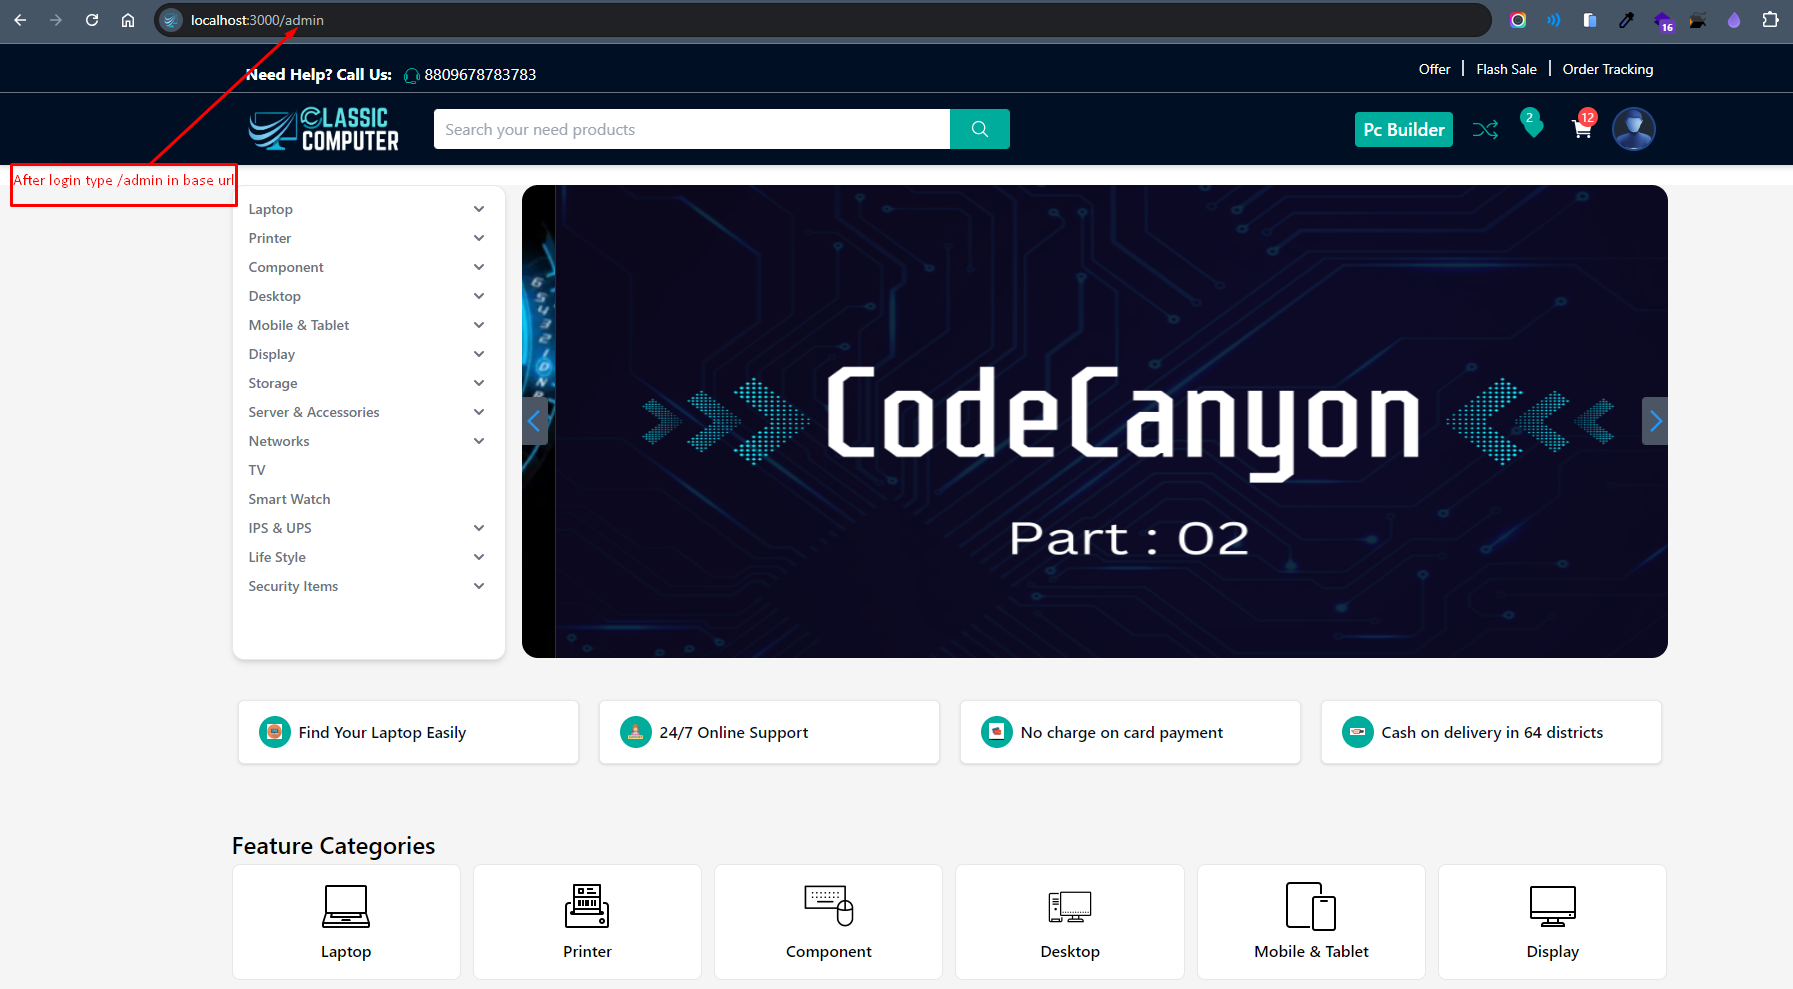 localhost:3000/admin
16
Need Help? Call Us: 8809678783783
Offer
Flash Sale
Order Tracking
CLASSIC
COMPUTER
Search your need products
Pc Builder
2
12
After login type /admin in base url
Laptop
Printer
Component
Desktop
Mobile & Tablet
Display
Storage
Server & Accessories
Networks
TV
Smart Watch
IPS & UPS
Life Style
Security Items
CodeCanyon
Part : 02
Find Your Laptop Easily
24/7 Online Support
No charge on card payment
Cash on delivery in 64 districts
Feature Categories
Laptop
Printer
Component
Desktop
Mobile & Tablet
Display